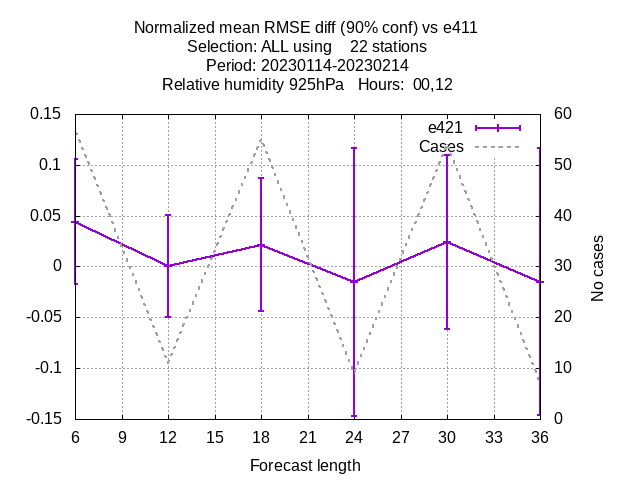 Normalized mean RMSE diff (90% conf) vs e411
Selection: ALL using    22 stations
Period: 20230114-20230214
Relative humidity 925hPa   Hours:  00,12
e421
Cases
0.15
0.1
0.05
0
-0.05
-0.1
-0.15
60
50
40
30
20
10
0
No cases
6 9 12 15 18 21 24 27 30 33 36
Forecast length